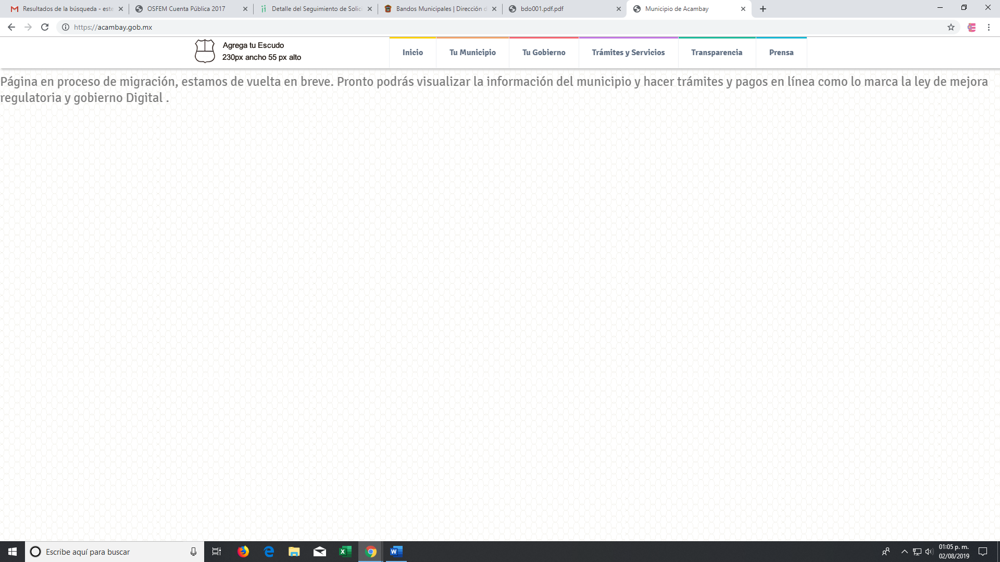 Resultados de la búsqueda - este
OSFEM Cuenta Pública 2017
Detalle del Seguimiento de Solici
Bandos Municipales | Dirección d
bdo001.pdf.pdf
Municipio de Acambay
https://acambay.gob.mx
Agrega tu Escudo
230px ancho 55 px alto
Inicio
Tu Municipio
Tu Gobierno
Trámites y Servicios
Transparencia
Prensa
Página en proceso de migración, estamos de vuelta en breve. Pronto podrás visualizar la información del municipio y hacer trámites y pagos en línea como lo marca la ley de mejora
regulatoria y gobierno Digital .
Escribe aquí para buscar
01:05 p. m.
02/08/2019